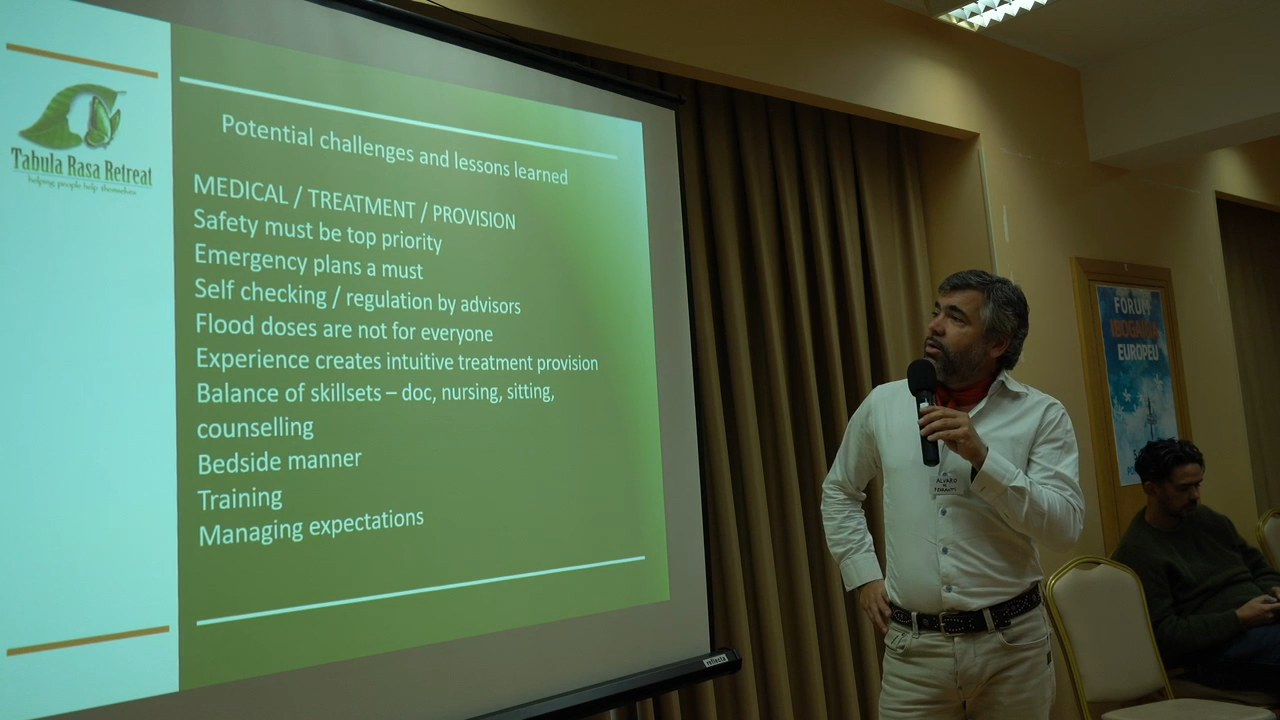 Tabula Rasa Retreat
helping people help themselves
Potential challenges and lessons learned
MEDICAL / TREATMENT / PROVISION
Safety must be top priority
Emergency plans a must
Self checking / regulation by advisors
Flood doses are not for everyone
Experience creates intuitive treatment provision
Balance of skillsets – doc, nursing, sitting,
counselling
Bedside manner
Training
Managing expectations
reflecta
ALVARO
FORUM
IBOGAINA
EUROPEU